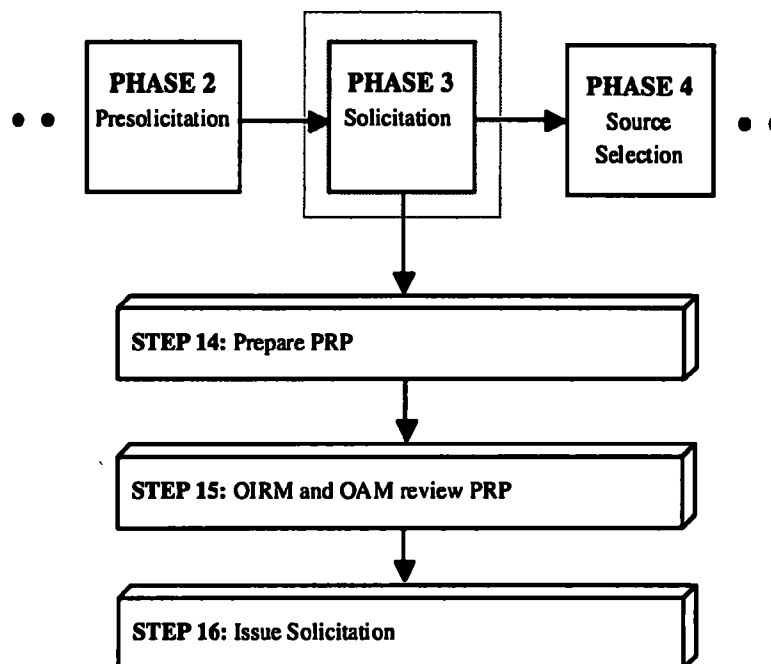 PHASE 2
Presolicitation
PHASE 3
Solicitation
PHASE 4
Source
Selection
STEP 14: Prepare PRP
STEP 15: OIRM and OAM review PRP
STEP 16: Issue Solicitation